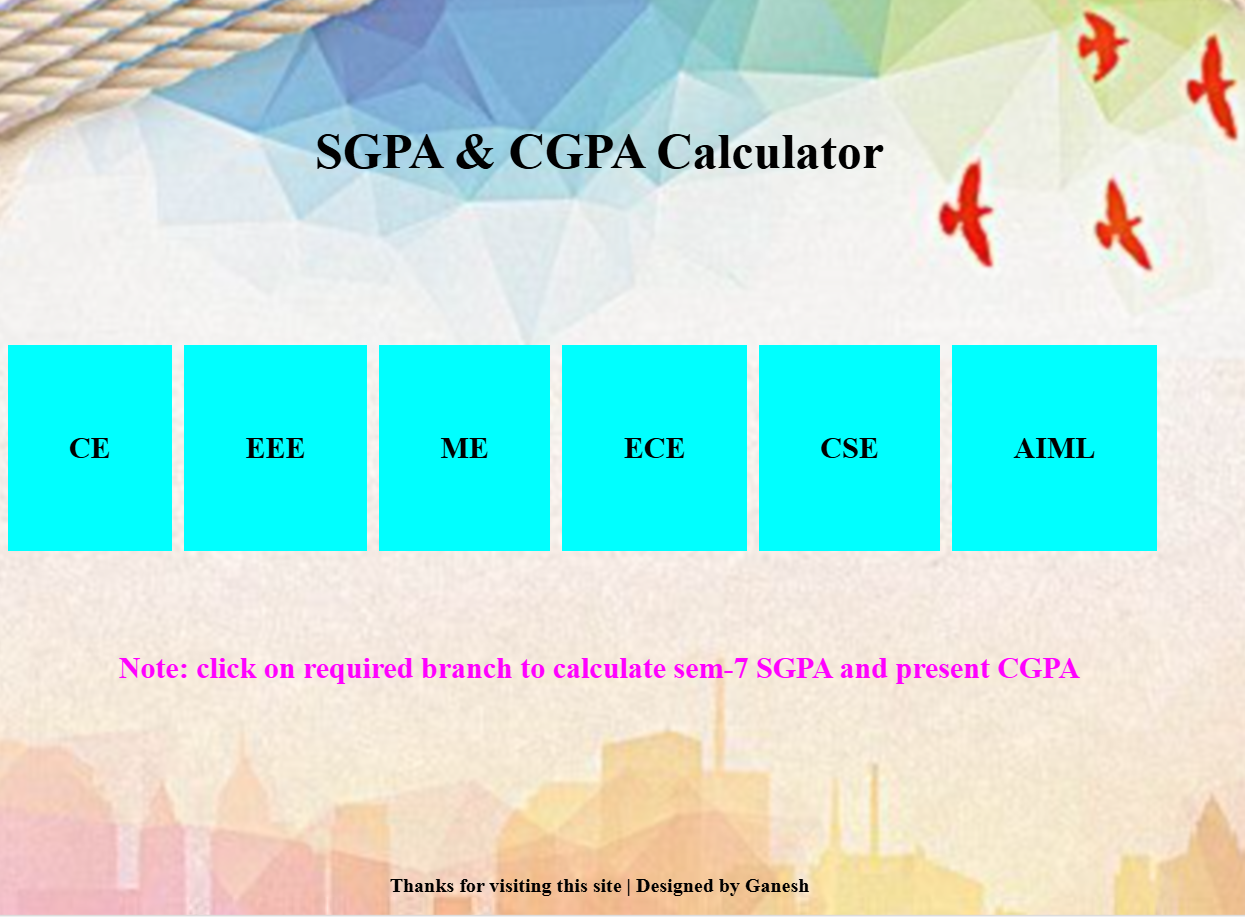 SGPA & CGPA Calculator
CE EEE ME ECE CSE AIML
Note: click on required branch to calculate sem-7 SGPA and present CGPA
Thanks for visiting this site | Designed by Ganesh